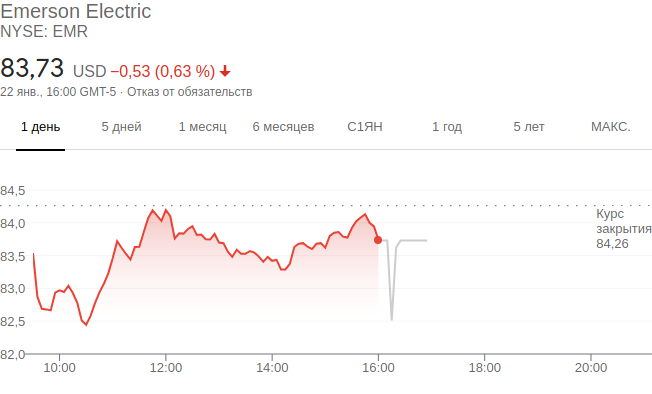 Emerson Electric
NYSE: EMR
83,73 USD −0,53 (0,63 %)
22 янв., 16:00 GMT-5 · Отказ от обязательств
1 день 5 дней 1 месяц 6 месяцев С1ЯН 1 год 5 лет МАКС.
84,5
84,0
83,5
83,0
82,5
82,0
Курс
закрытия
84,26
10:00 12:00 14:00 16:00 18:00 20:00